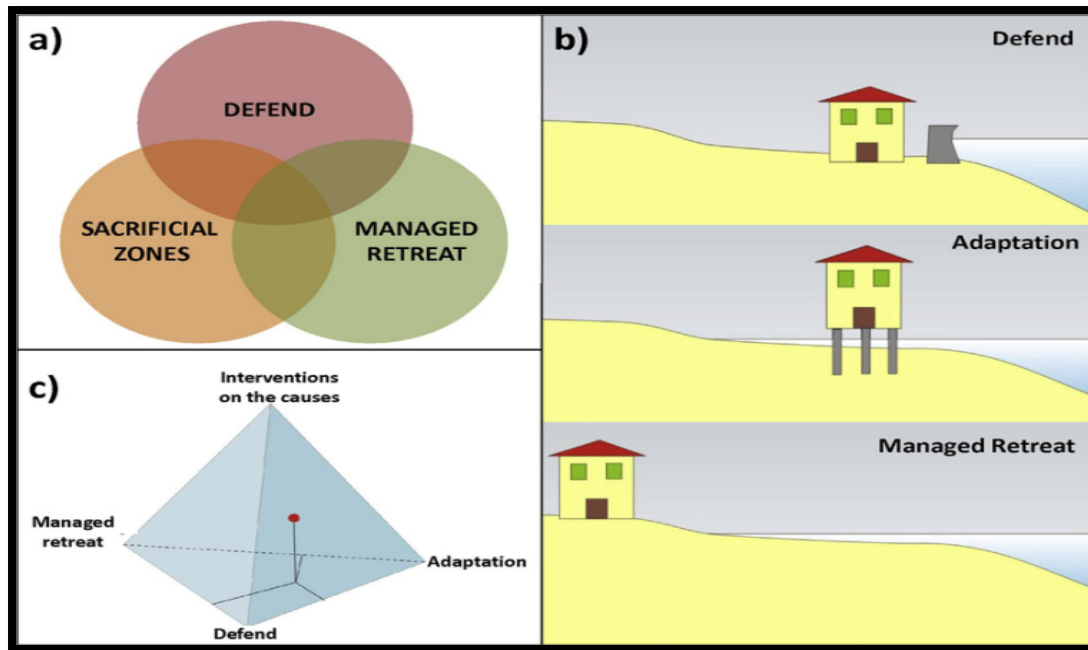 a)
DEFEND
SACRIFICIAL
ZONES
MANAGED
RETREAT
b)
Defend
Adaptation
Managed Retreat
c)
Interventions
on the causes
Managed
retreat
Adaptation
Defend